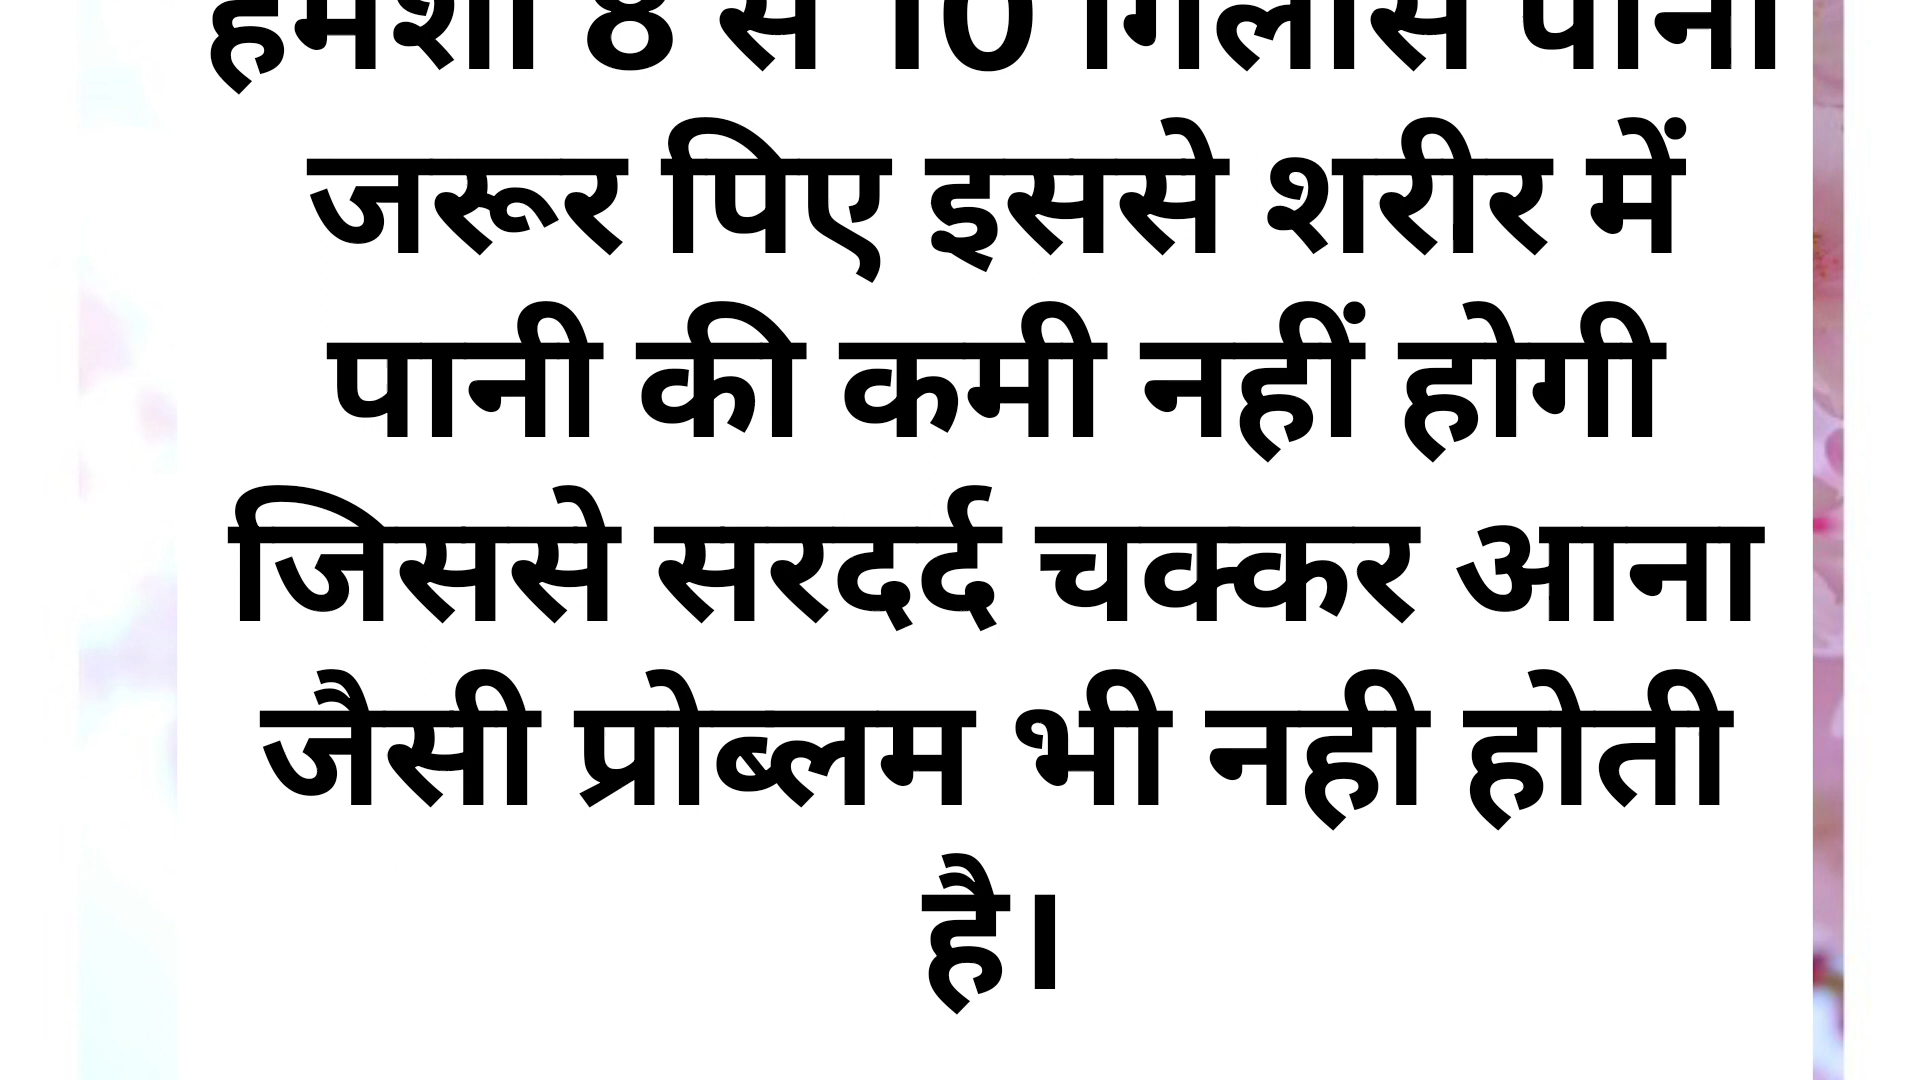 हमेशा 8 से 10 गिलास पानी
जरूर पिए इससे शरीर में
पानी की कमी नहीं होगी
जिससे सरदर्द चक्कर आना
जैसी प्रोब्लम भी नही होती
है।